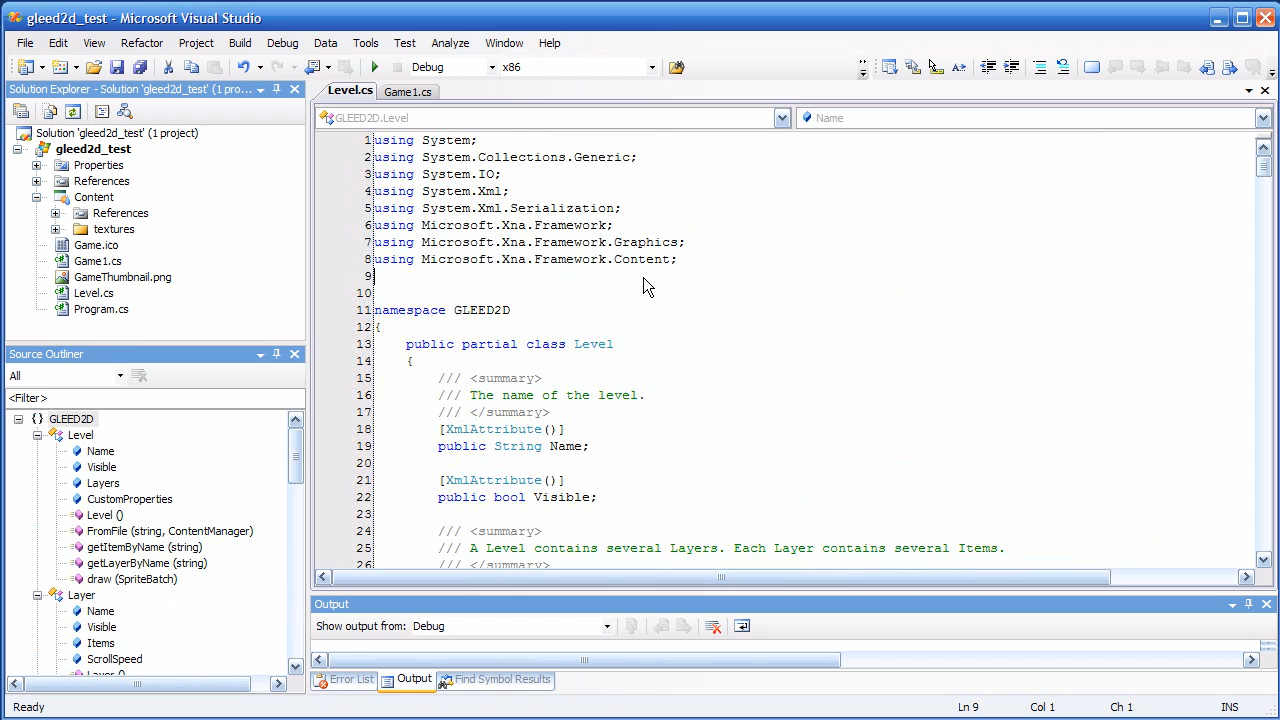 gleed2d_test - Microsoft Visual Studio
File Edit View Refactor Project Build Debug Data Tools Test Analyze Window Help
Debug x86
Solution Explorer - Solution 'gleed2d_test' (1 pro...
Solution 'gleed2d_test' (1 project)
gleed2d_test
Properties
References
Content
References
textures
Game.ico
Game1.cs
GameThumbnail.png
Level.cs
Program.cs
Source Outliner
All
<Filter>
{} GLEED2D
Level
Name
Visible
Layers
CustomProperties
Level ()
FromFile (string, ContentManager)
getItemByName (string)
getLayerByName (string)
draw (SpriteBatch)
Layer
Name
Visible
Items
ScrollSpeed
Layer ()
Level.cs Game1.cs
GLEED2D.Level Name
1 using System;
2 using System.Collections.Generic;
3 using System.IO;
4 using System.Xml;
5 using System.Xml.Serialization;
6 using Microsoft.Xna.Framework;
7 using Microsoft.Xna.Framework.Graphics;
8 using Microsoft.Xna.Framework.Content;
9
10
11 namespace GLEED2D
12 {
13 public partial class Level
14 {
15 /// <summary>
16 /// The name of the level.
17 /// </summary>
18 [XmlAttribute()]
19 public String Name;
20
21 [XmlAttribute()]
22 public bool Visible;
23
24 /// <summary>
25 /// A Level contains several Layers. Each Layer contains several Items.
26 /// </summary>
Output
Show output from: Debug
Error List Output Find Symbol Results
Ready Ln 9 Col 1 Ch 1 INS